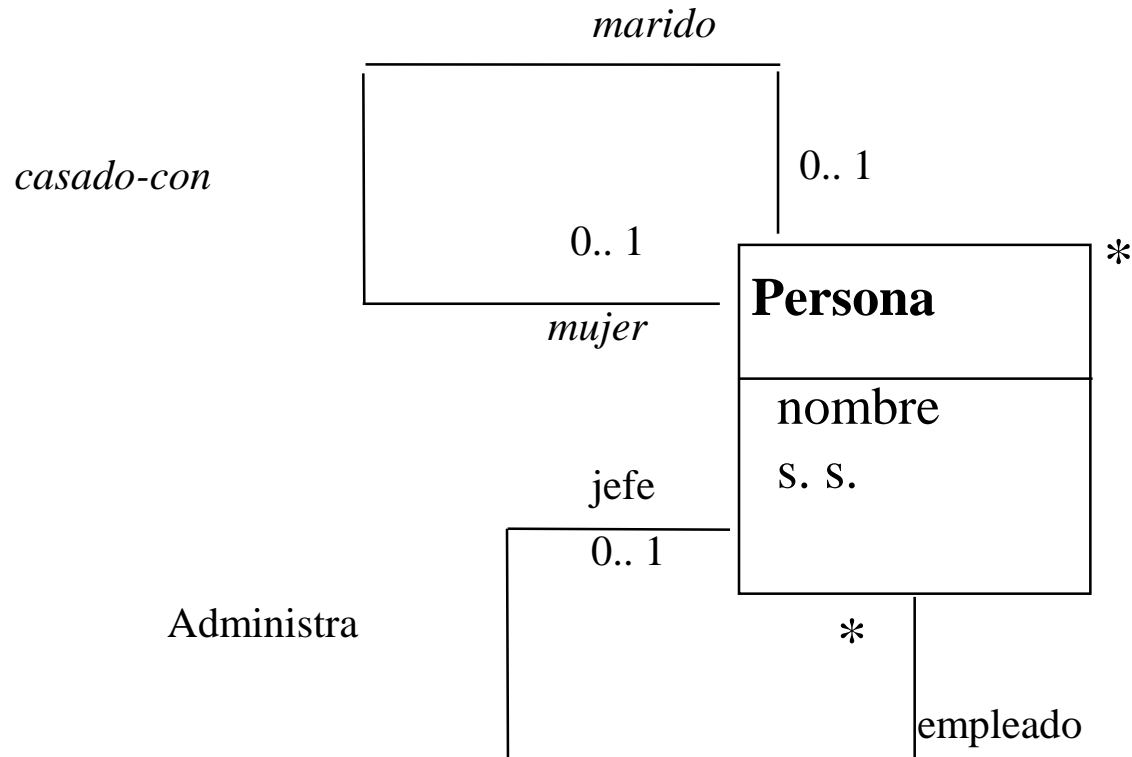 marido
casado-con
0.. 1
0.. 1
*
Persona
mujer
nombre
s. s.
jefe
0.. 1
Administra
*
empleado